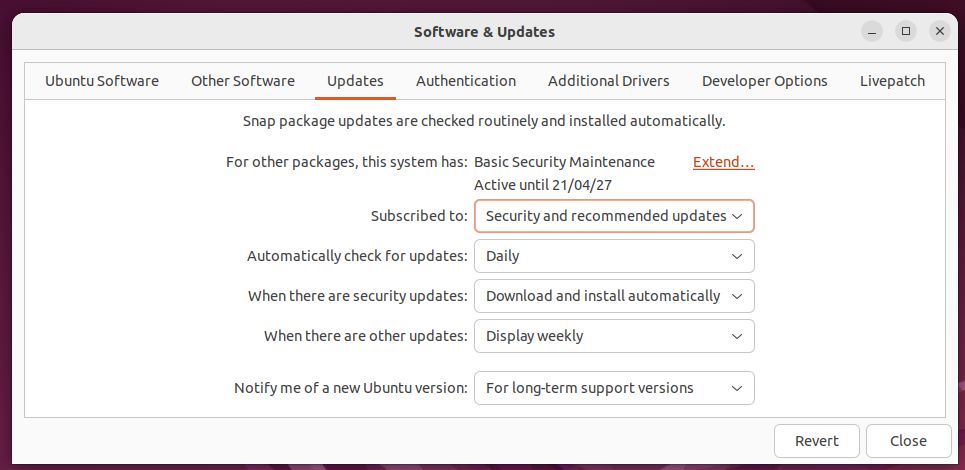 Software & Updates
Ubuntu Software Other Software Updates Authentication Additional Drivers Developer Options Livepatch
Snap package updates are checked routinely and installed automatically.
For other packages, this system has: Basic Security Maintenance Extend...
Active until 21/04/27
Subscribed to: Security and recommended updates
Automatically check for updates: Daily
When there are security updates: Download and install automatically
When there are other updates: Display weekly
Notify me of a new Ubuntu version: For long-term support versions
Revert Close